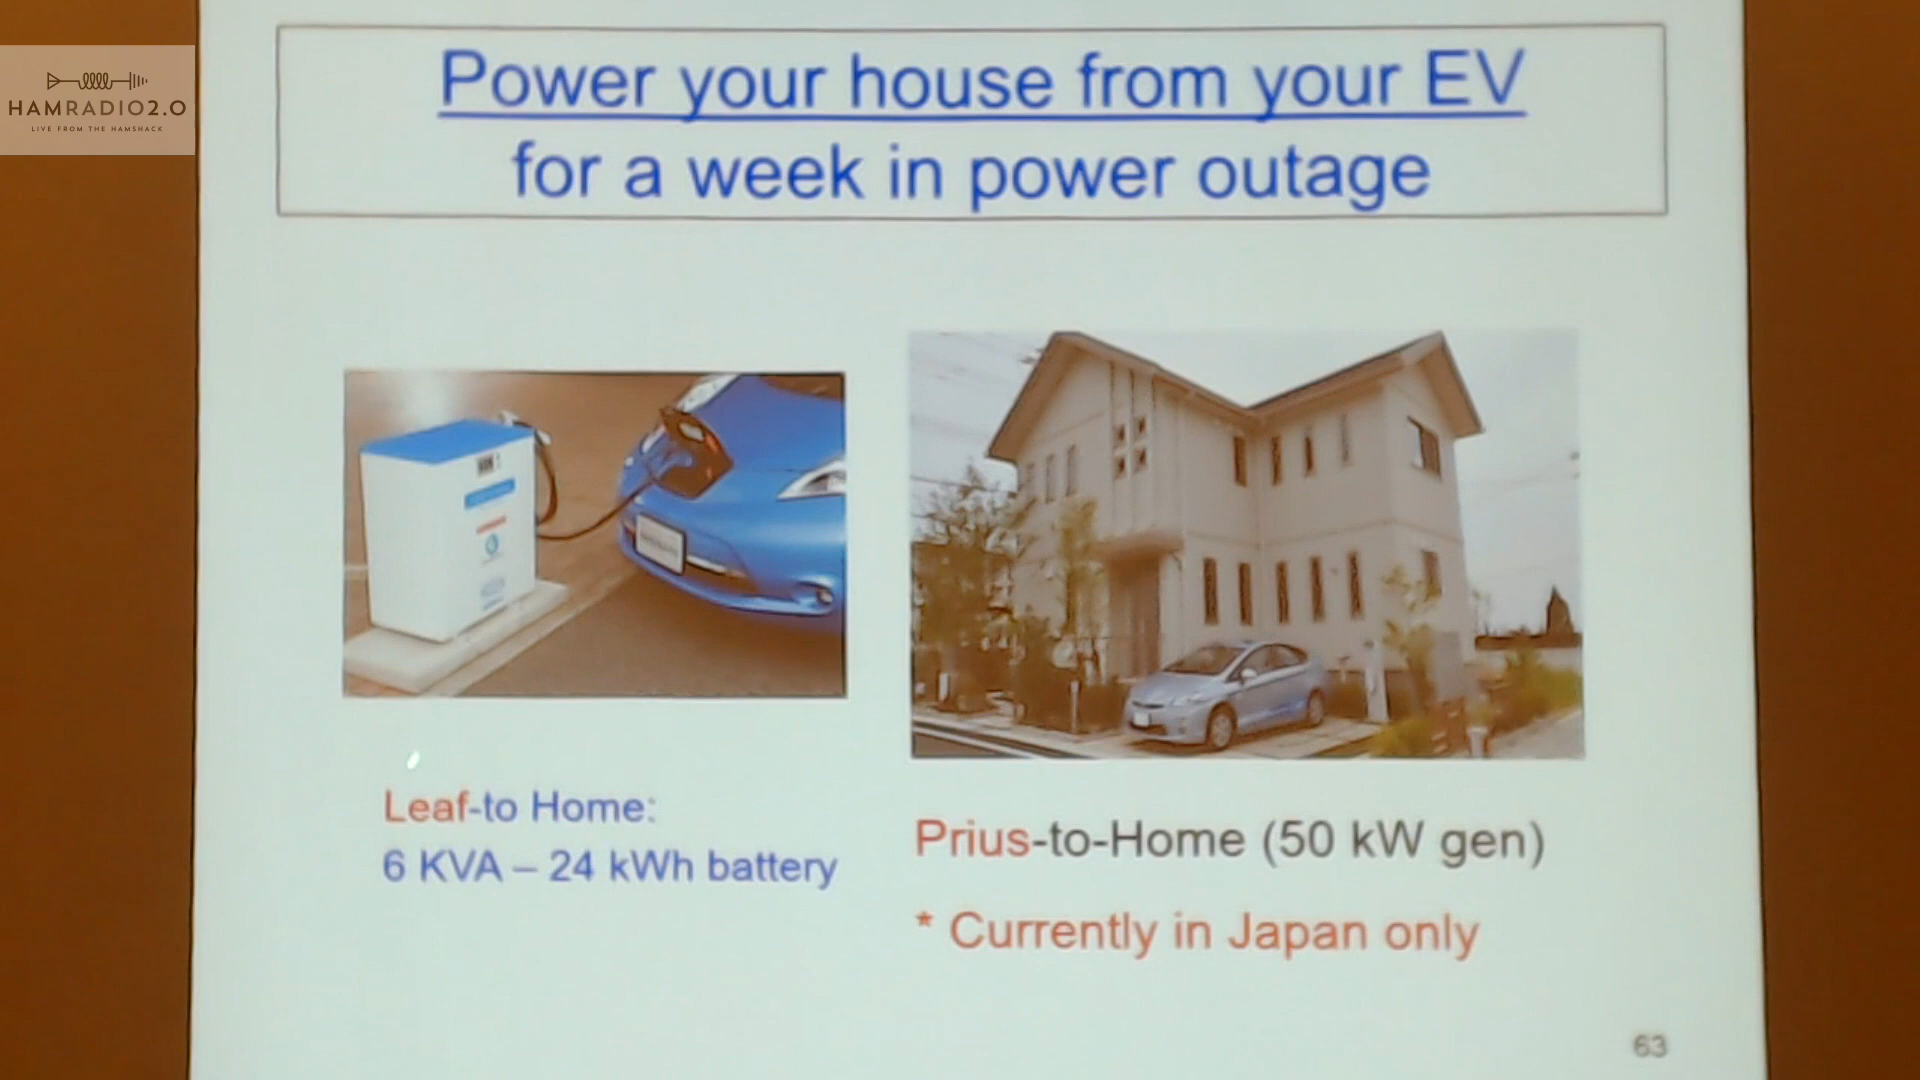 HAMRADIO2.0
LIVE FROM THE HAMSHACK
Power your house from your EV
for a week in power outage
Leaf-to Home:
6 KVA – 24 kWh battery
Prius-to-Home (50 kW gen)
* Currently in Japan only
63